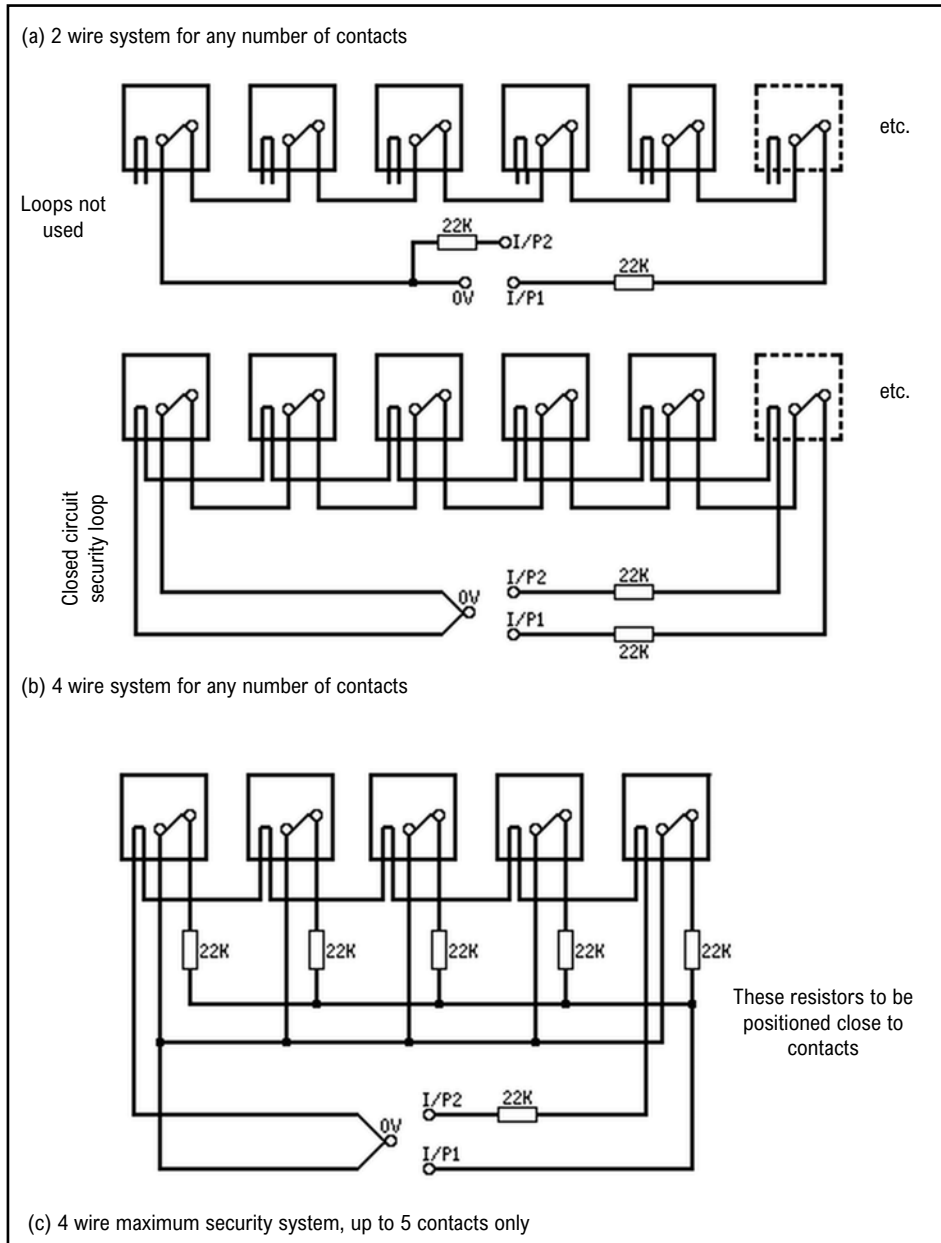 (a) 2 wire system for any number of contacts
etc.
Loops not
used
22K
I/P2
22K
0V
I/P1
etc.
Closed circuit
security loop
I/P2
22K
0V
I/P1
22K
(b) 4 wire system for any number of contacts
22K
22K
22K
22K
22K
These resistors to be
positioned close to
contacts
I/P2
22K
0V
I/P1
(c) 4 wire maximum security system, up to 5 contacts only